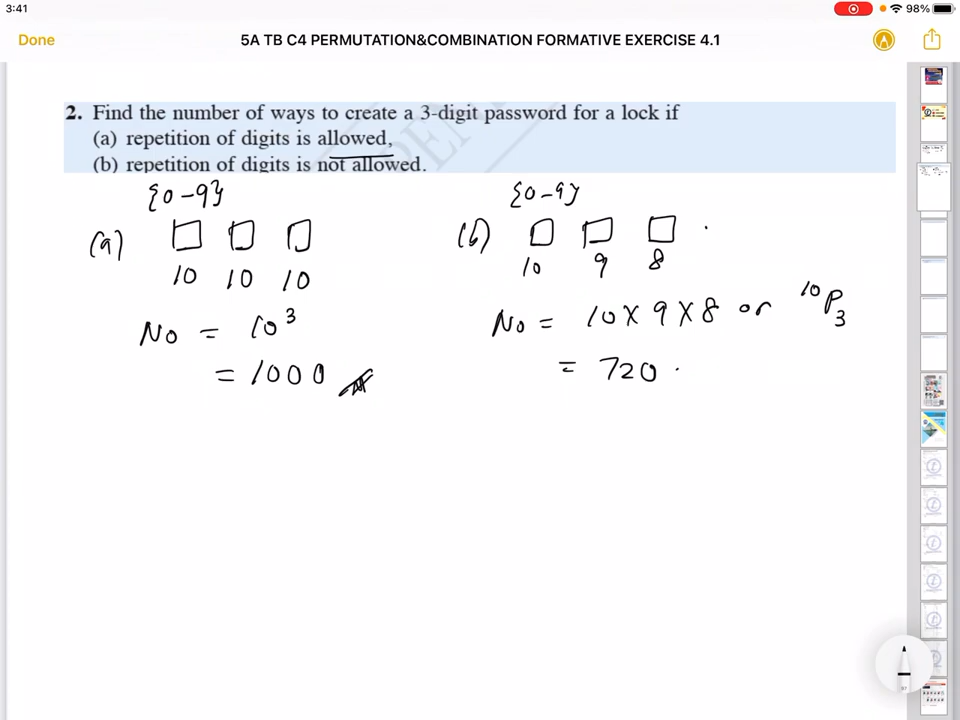 3:41
98%
Done
5A TB C4 PERMUTATION&COMBINATION FORMATIVE EXERCISE 4.1
2. Find the number of ways to create a 3-digit password for a lock if
(a) repetition of digits is allowed,
(b) repetition of digits is not allowed.
{0-9}
(a)
10 10 10
No = 10³
= 1000
{0-9}
(b)
10 9 8
No = 10 X 9 X 8 or ¹⁰P₃
= 720